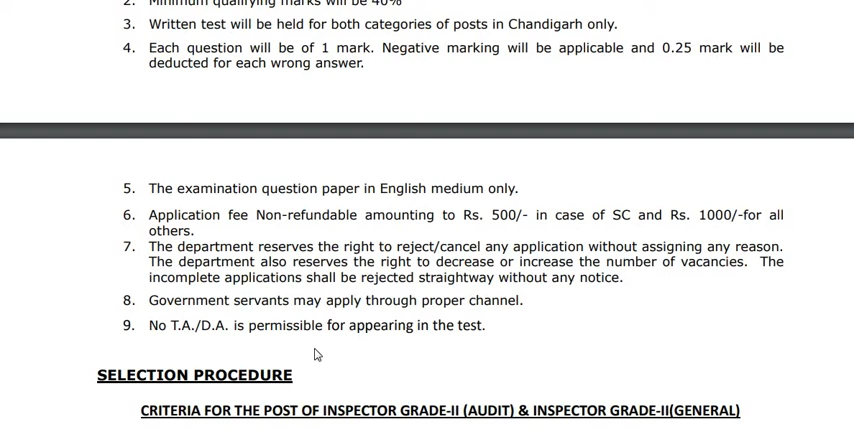 2. Minimum qualifying marks will be 40%
3. Written test will be held for both categories of posts in Chandigarh only.
4. Each question will be of 1 mark. Negative marking will be applicable and 0.25 mark will be
deducted for each wrong answer.
5. The examination question paper in English medium only.
6. Application fee Non-refundable amounting to Rs. 500/- in case of SC and Rs. 1000/-for all
others.
7. The department reserves the right to reject/cancel any application without assigning any reason.
The department also reserves the right to decrease or increase the number of vacancies. The
incomplete applications shall be rejected straightway without any notice.
8. Government servants may apply through proper channel.
9. No T.A./D.A. is permissible for appearing in the test.
SELECTION PROCEDURE
CRITERIA FOR THE POST OF INSPECTOR GRADE-II (AUDIT) & INSPECTOR GRADE-II(GENERAL)